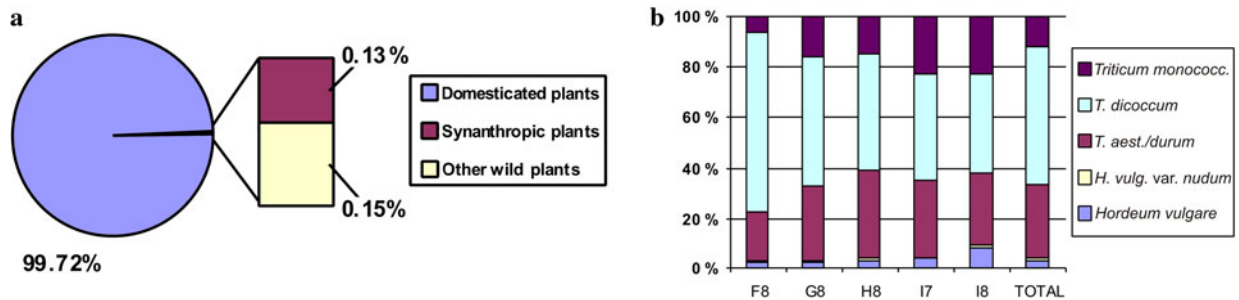 a
0.13%
0.15%
99.72%
Domesticated plants
Synanthropic plants
Other wild plants
b
100 %
80 %
60 %
40 %
20 %
0 %
F8 G8 H8 I7 I8 TOTAL
Triticum monococc.
T. dicoccum
T. aest./durum
H. vulg. var. nudum
Hordeum vulgare